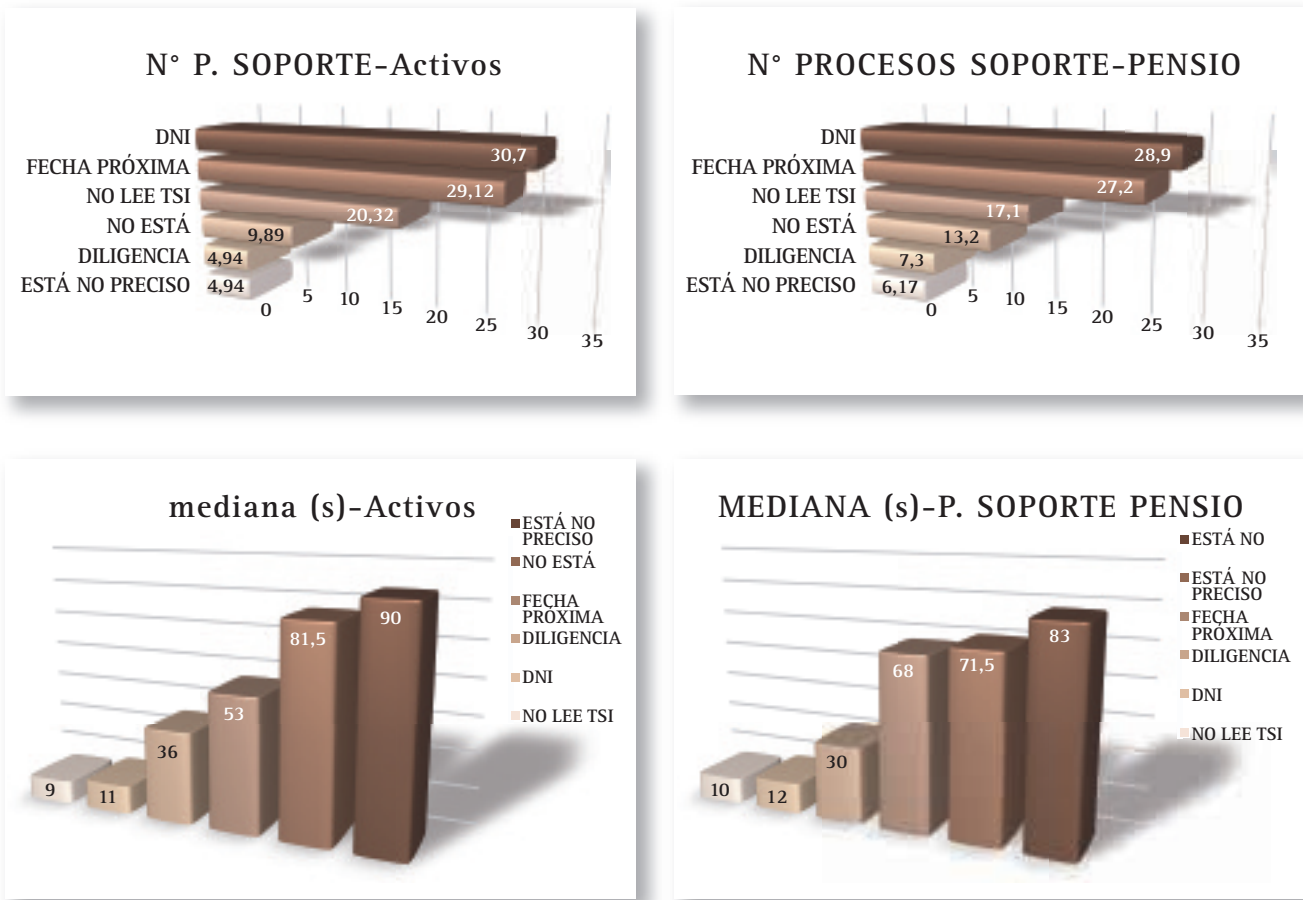 N° P. SOPORTE-Activos
DNI
30,7
FECHA PRÓXIMA
29,12
NO LEE TSI
20,32
NO ESTÁ
9,89
DILIGENCIA
4,94
ESTÁ NO PRECISO
4,94
0 5 10 15 20 25 30 35
N° PROCESOS SOPORTE-PENSIO
DNI
28,9
FECHA PRÓXIMA
27,2
NO LEE TSI
17,1
NO ESTÁ
13,2
DILIGENCIA
7,3
ESTÁ NO PRECISO
6,17
0 5 10 15 20 25 30 35
mediana (s)-Activos
9
11
36
53
81,5
90
ESTÁ NO
PRECISO
NO ESTÁ
FECHA
PRÓXIMA
DILIGENCIA
DNI
NO LEE TSI
MEDIANA (s)-P. SOPORTE PENSIO
10
12
30
68
71,5
83
ESTÁ NO
ESTÁ NO
PRECISO
FECHA
PRÓXIMA
DILIGENCIA
DNI
NO LEE TSI